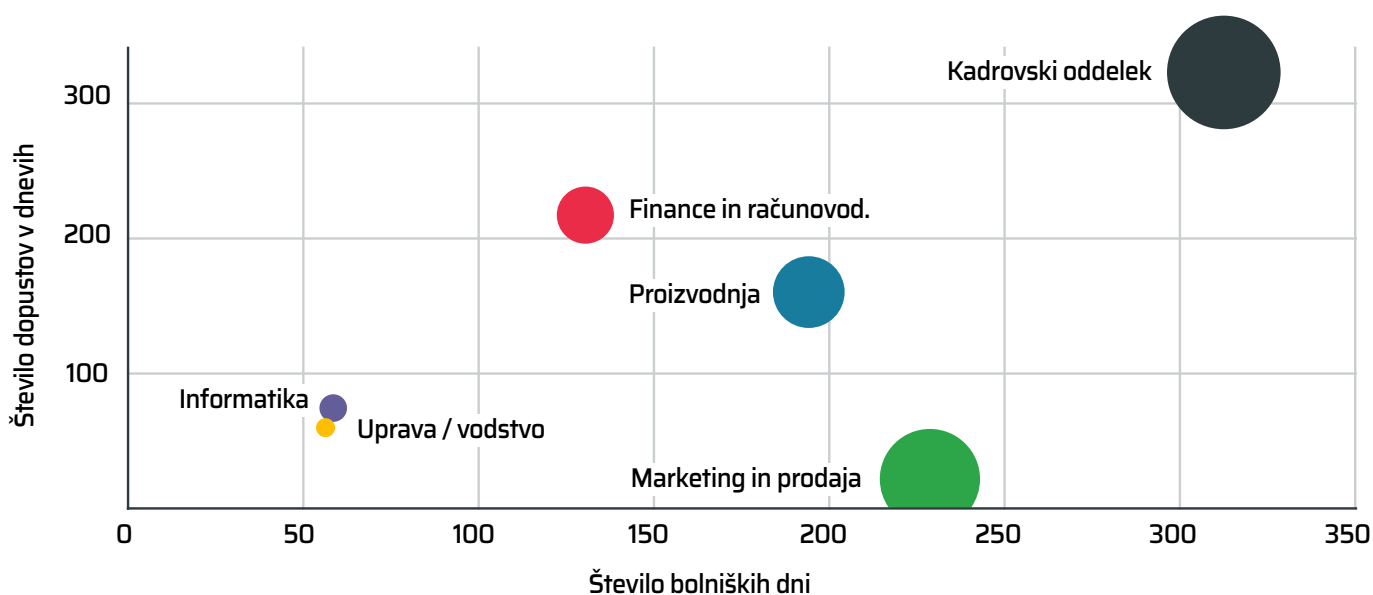 Število dopustov v dnevih
300
200
100
Kadrovski oddelek
Finance in računovod.
Proizvodnja
Informatika
Uprava / vodstvo
Marketing in prodaja
0 50 100 150 200 250 300 350
Število bolniških dni